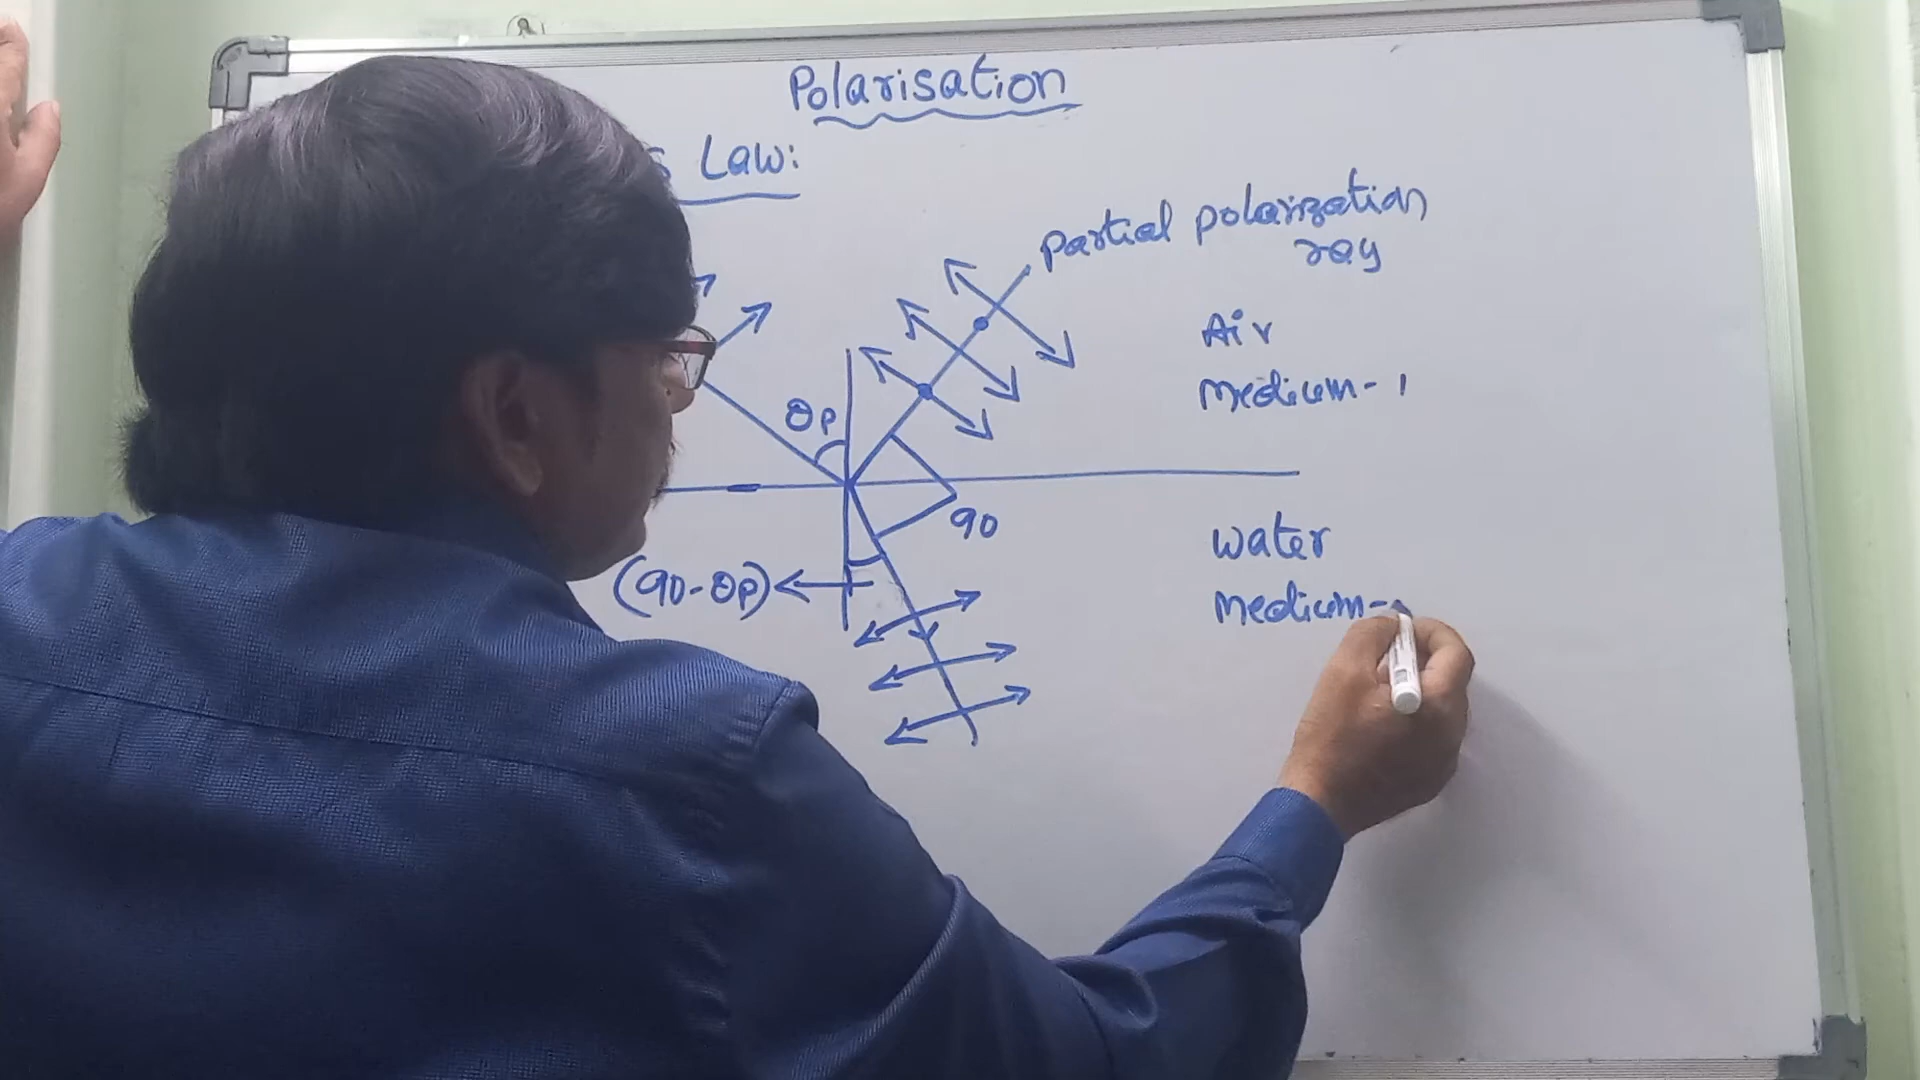 Polarisation
Law:
Partial polarization
ray
Air
Medium-1
θp
90
Water
(90-θp)
Medium-